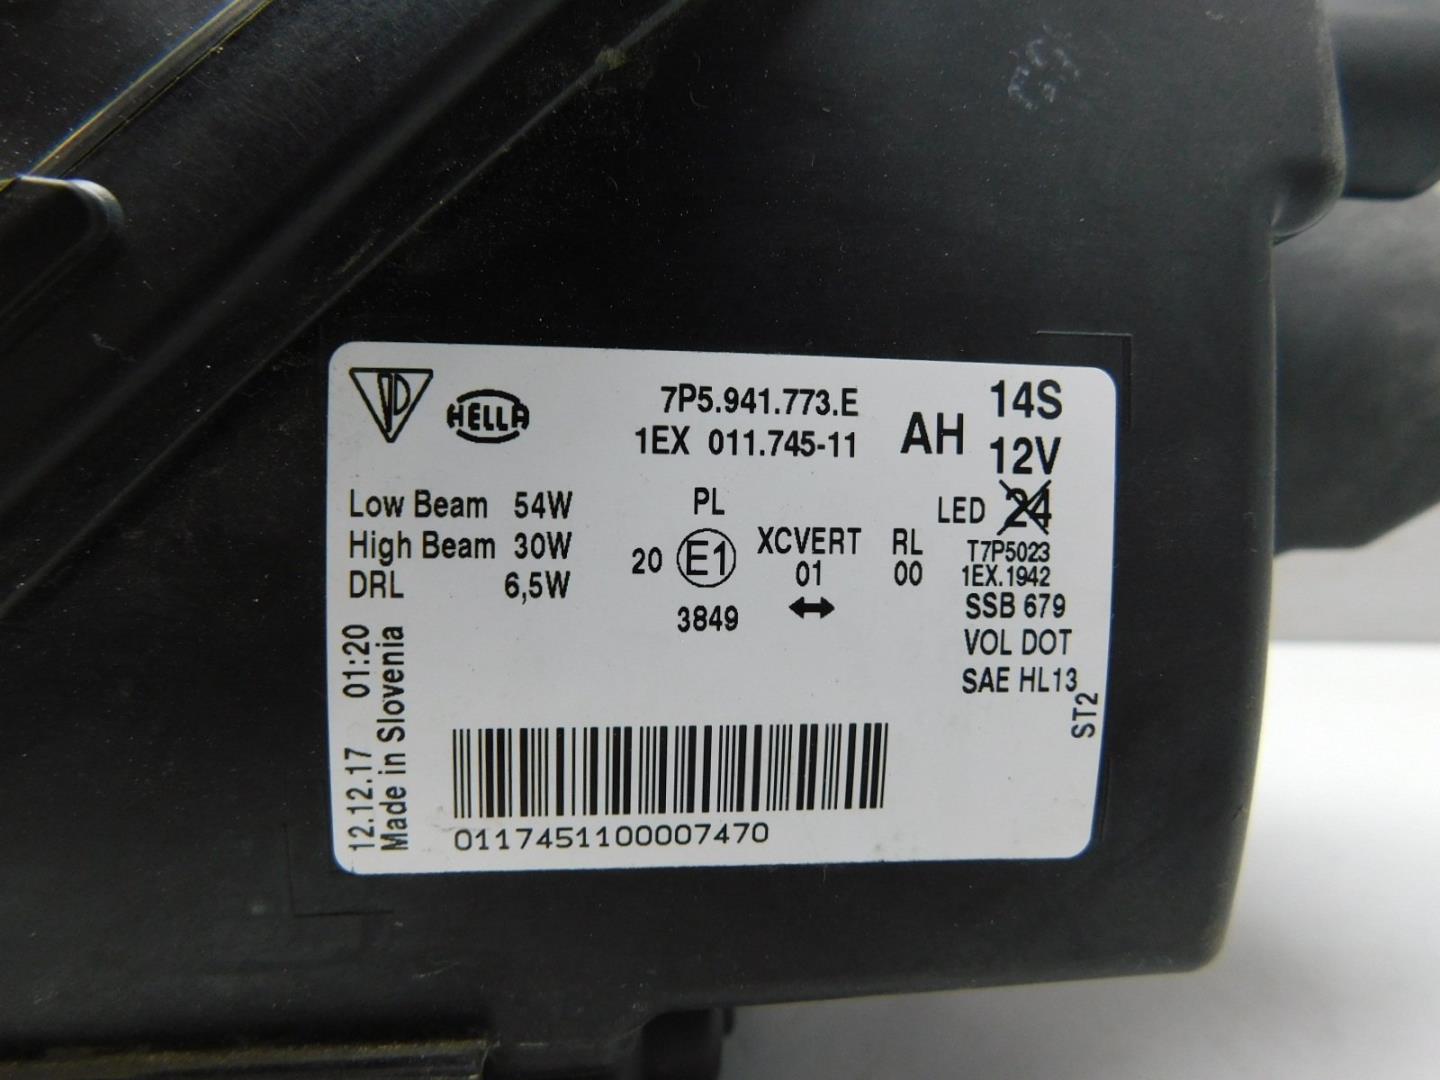 HELLA
7P5.941.773.E
1EX 011.745-11
AH
14S
12V
Low Beam 54W
High Beam 30W
DRL 6,5W
PL
20 E1
3849
XCVERT
01
RL
00
LED 24
T7P5023
1EX.1942
SSB 679
VOL DOT
SAE HL13
ST2
12.12.17 01:20
Made in Slovenia
0117451100007470